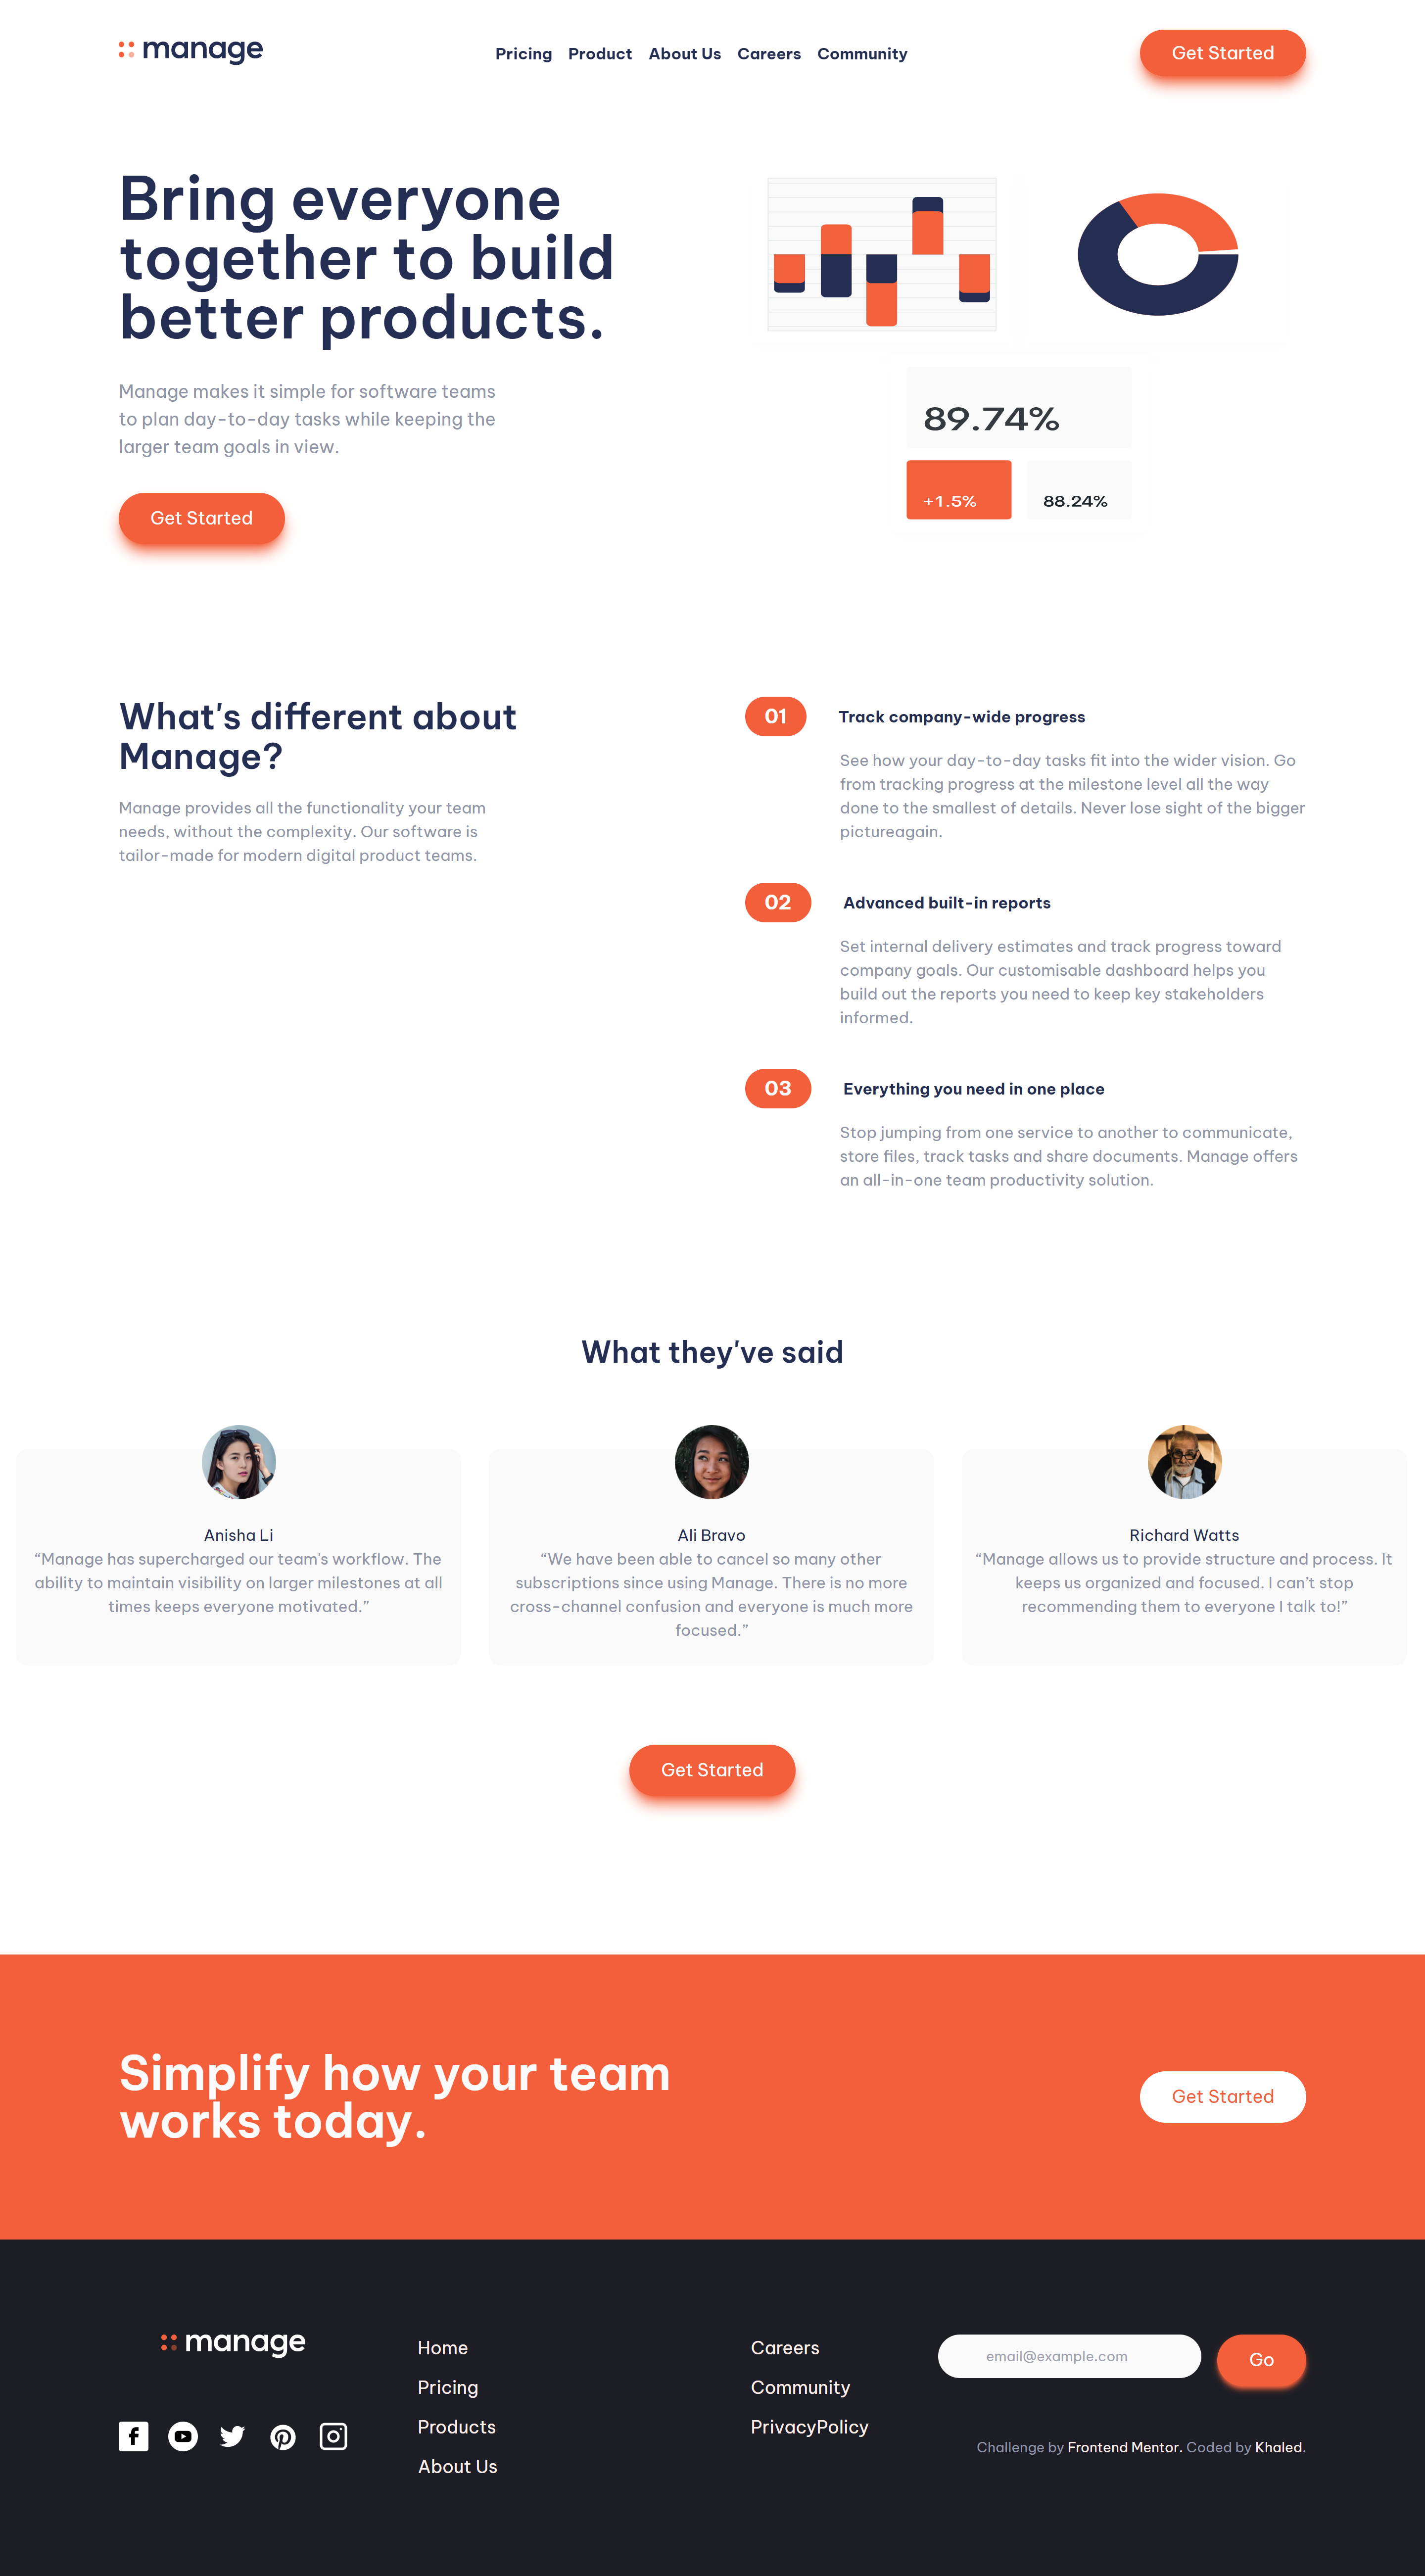 manage
Pricing Product About Us Careers Community
Get Started
Bring everyone
together to build
better products.
Manage makes it simple for software teams
to plan day-to-day tasks while keeping the
larger team goals in view.
Get Started
89.74%
+1.5%
88.24%
What's different about
Manage?
Manage provides all the functionality your team
needs, without the complexity. Our software is
tailor-made for modern digital product teams.
01
Track company-wide progress
See how your day-to-day tasks fit into the wider vision. Go
from tracking progress at the milestone level all the way
done to the smallest of details. Never lose sight of the bigger
pictureagain.
02
Advanced built-in reports
Set internal delivery estimates and track progress toward
company goals. Our customisable dashboard helps you
build out the reports you need to keep key stakeholders
informed.
03
Everything you need in one place
Stop jumping from one service to another to communicate,
store files, track tasks and share documents. Manage offers
an all-in-one team productivity solution.
What they've said
Anisha Li
“Manage has supercharged our team's workflow. The
ability to maintain visibility on larger milestones at all
times keeps everyone motivated.”
Ali Bravo
“We have been able to cancel so many other
subscriptions since using Manage. There is no more
cross-channel confusion and everyone is much more
focused.”
Richard Watts
“Manage allows us to provide structure and process. It
keeps us organized and focused. I can’t stop
recommending them to everyone I talk to!”
Get Started
Simplify how your team
works today.
Get Started
manage
Home
Pricing
Products
About Us
Careers
Community
PrivacyPolicy
email@example.com
Go
Challenge by Frontend Mentor. Coded by Khaled.